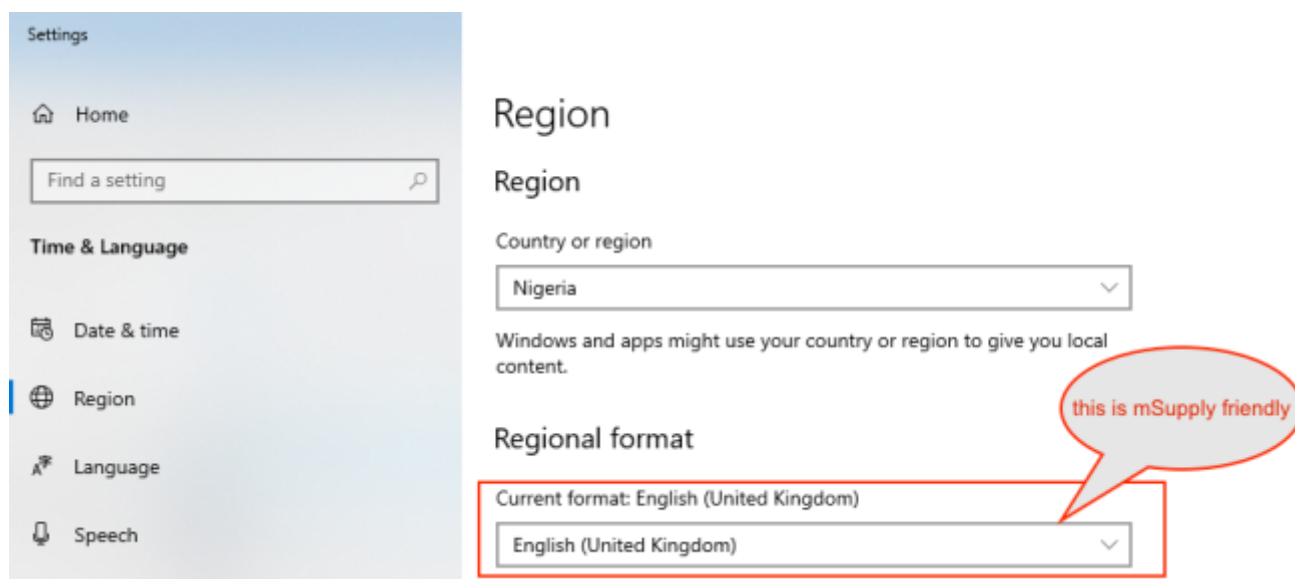 Settings
Home
Find a setting
Time & Language
Date & time
Region
Language
Speech
Region
Region
Country or region
Nigeria
Windows and apps might use your country or region to give you local
content.
this is mSupply friendly
Regional format
Current format: English (United Kingdom)
English (United Kingdom)